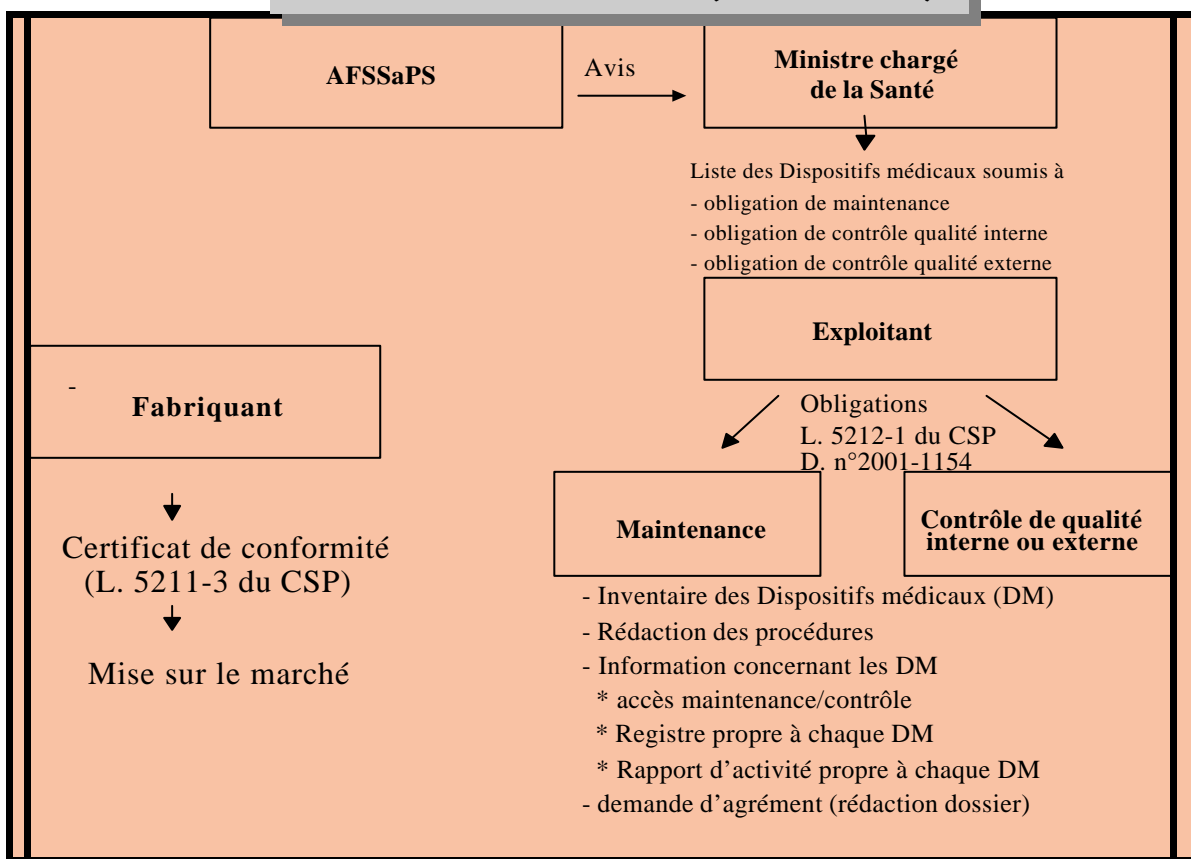 AFSSaPS
Avis
Ministre chargé
de la Santé
Liste des Dispositifs médicaux soumis à
- obligation de maintenance
- obligation de contrôle qualité interne
- obligation de contrôle qualité externe
Exploitant
-
Fabriquant
Obligations
L. 5212-1 du CSP
D. n°2001-1154
Certificat de conformité
(L. 5211-3 du CSP)
Mise sur le marché
Maintenance
Contrôle de qualité
interne ou externe
- Inventaire des Dispositifs médicaux (DM)
- Rédaction des procédures
- Information concernant les DM
* accès maintenance/contrôle
* Registre propre à chaque DM
* Rapport d’activité propre à chaque DM
- demande d’agrément (rédaction dossier)